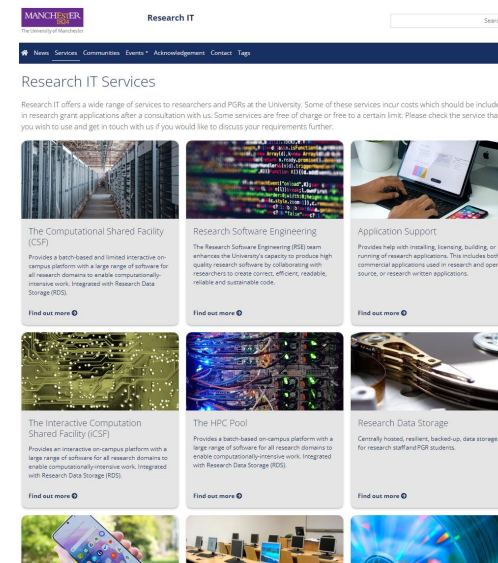 MANCHESTER
1824
The University of Manchester
Research IT
Sear
News Services Communities Events Acknowledgement Contact Tags
Research IT Services
Research IT offers a wide range of services to researchers and PGRs at the University. Some of these services incur costs which should be include
in research grant applications after a consultation with us. Some services are free of charge or free to a certain limit. Please check the service tha
you wish to use and get in touch with us if you would like to discuss your requirements further.
The Computational Shared Facility
(CSF)
Provides a batch-based and limited interactive on-
campus platform with a large range of software for
all research domains to enable computationally-
intensive work. Integrated with Research Data
Storage (RDS).
Find out more
Research Software Engineering
The Research Software Engineering (RSE) team
enhances the University's capacity to produce high
quality research software by collaborating with
researchers to create correct, efficient, readable,
reliable and sustainable code.
Find out more
Application Support
Provides help with installing, licensing, building, or
running of research applications. This includes both
commercial applications used in research and open
source, or research written applications.
Find out more
The Interactive Computation
Shared Facility (iCSF)
Provides an interactive on-campus platform with a
large range of software for all research domains to
enable computationally-intensive work. Integrated
with Research Data Storage (RDS).
Find out more
The HPC Pool
Provides a batch-based on-campus platform with a
large range of software for all research domains to
enable computationally-intensive work. Integrated
with Research Data Storage (RDS).
Find out more
Research Data Storage
Centrally hosted, resilient, backed-up, data storage
for research staff and PGR students.
Find out more